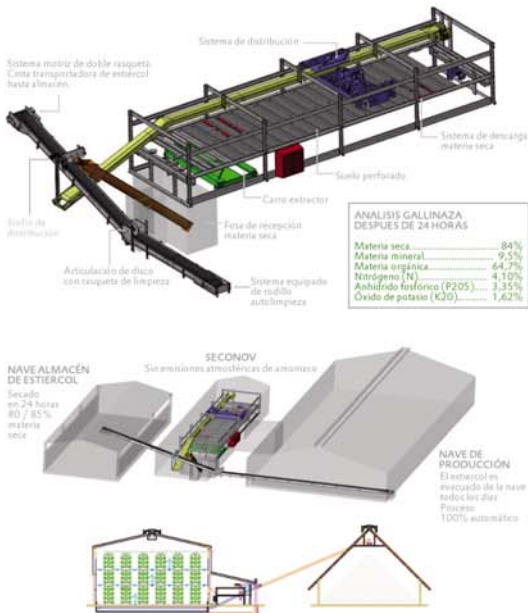 Sistema de distribución
Sistema motriz de doble rasqueta.
Cinta transportadora de estiércol
hasta almacén.
Sistema de descarga
materia seca
Suelo perforado
Carro extractor
distribución
Fosa de recepción
materia seca
Articulación de disco
con rasqueta de limpieza
Sistema equipado
de rodillo
autolimpieza
ANALISIS GALLINAZA
DESPUES DE 24 HORAS
Materia seca 84%
Materia mineral 9,5%
Materia orgánica 64,7%
Nitrógeno (N) 4,10%
Anhídrido fosfórico (P205) 3,35%
Óxido de potasio (K20) 1,62%
SECONOV
Sin emisiones atmosféricas de amoniaco
NAVE ALMACÉN
DE ESTIERCOL
Secado
en 24 horas
80 / 85%
materia
seca
NAVE DE
PRODUCCIÓN
El estiercol es
evacuado de la nave
todos los días
Proceso
100% automático